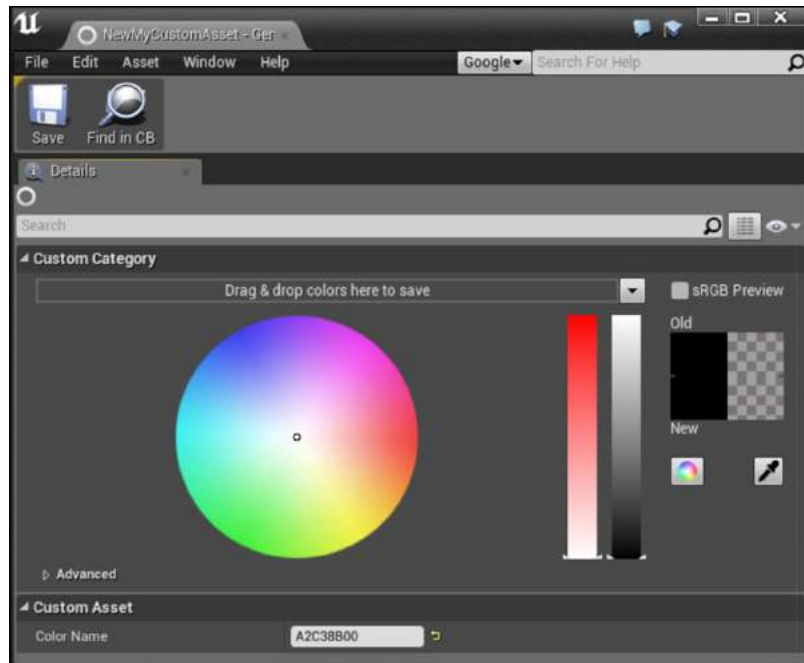 NewMyCustomAsset - Ger
File Edit Asset Window Help Google Search For Help
Save Find in CB
Details
Search
Custom Category
Drag & drop colors here to save
sRGB Preview
Old
New
Advanced
Custom Asset
Color Name A2C38B00